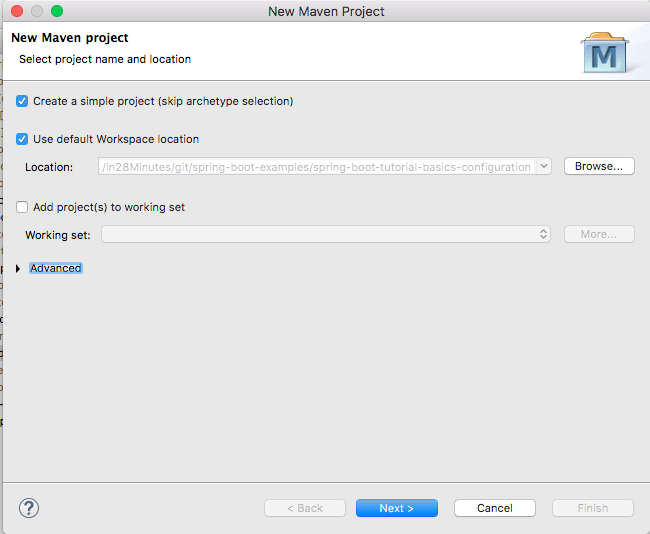 New Maven Project
New Maven project
Select project name and location
M
Create a simple project (skip archetype selection)
Use default Workspace location
Location: /in28Minutes/git/spring-boot-examples/spring-boot-tutorial-basics-configuration Browse...
Add project(s) to working set
Working set: More...
Advanced
? < Back Next > Cancel Finish